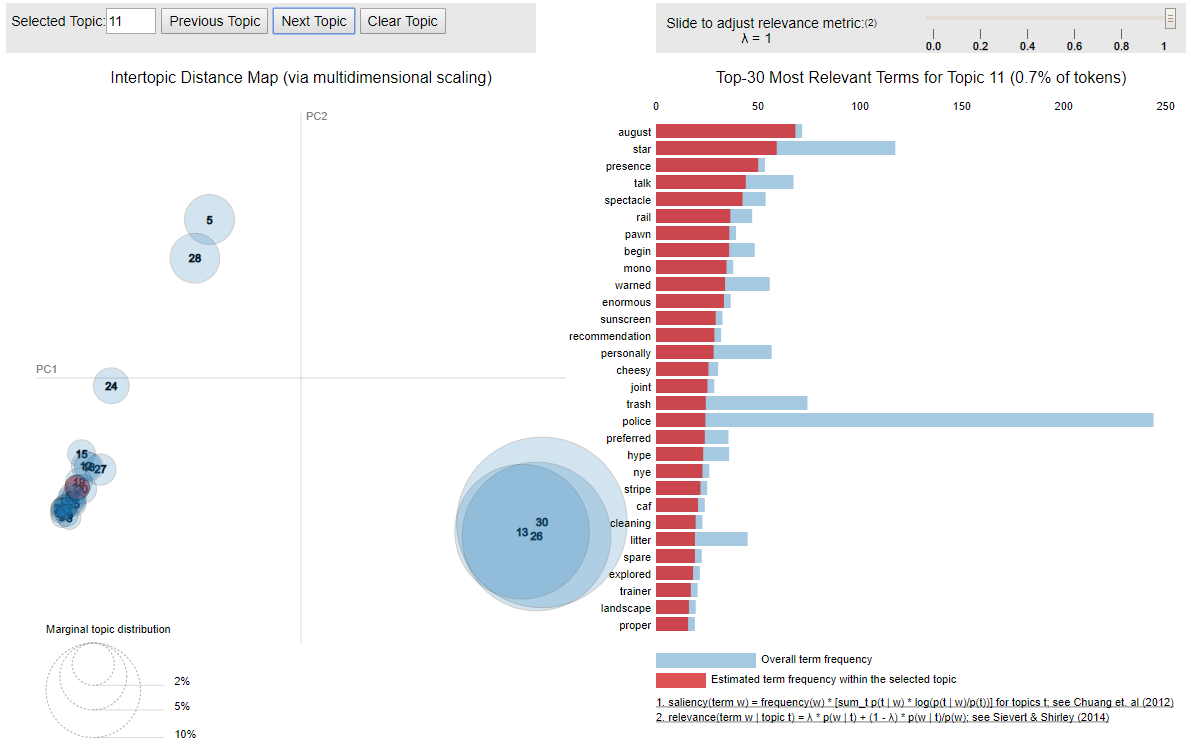 Selected Topic: 11 Previous Topic Next Topic Clear Topic
Slide to adjust relevance metric:(2)
λ = 1
0.0 0.2 0.4 0.6 0.8 1
Intertopic Distance Map (via multidimensional scaling)
PC2
PC1
5
28
24
15
27
30
13
26
Marginal topic distribution
2%
5%
10%
Top-30 Most Relevant Terms for Topic 11 (0.7% of tokens)
0 50 100 150 200 250
august
star
presence
talk
spectacle
rail
pawn
begin
mono
warned
enormous
sunscreen
recommendation
personally
cheesy
joint
trash
police
preferred
hype
nye
stripe
caf
cleaning
litter
spare
explored
trainer
landscape
proper
Overall term frequency
Estimated term frequency within the selected topic
1. saliency(term w) = frequency(w) * [sum_t p(t | w) * log(p(t | w)/p(t))] for topics t; see Chuang et. al (2012)
2. relevance(term w | topic t) = λ * p(w | t) + (1 - λ) * p(w | t)/p(w); see Sievert & Shirley (2014)